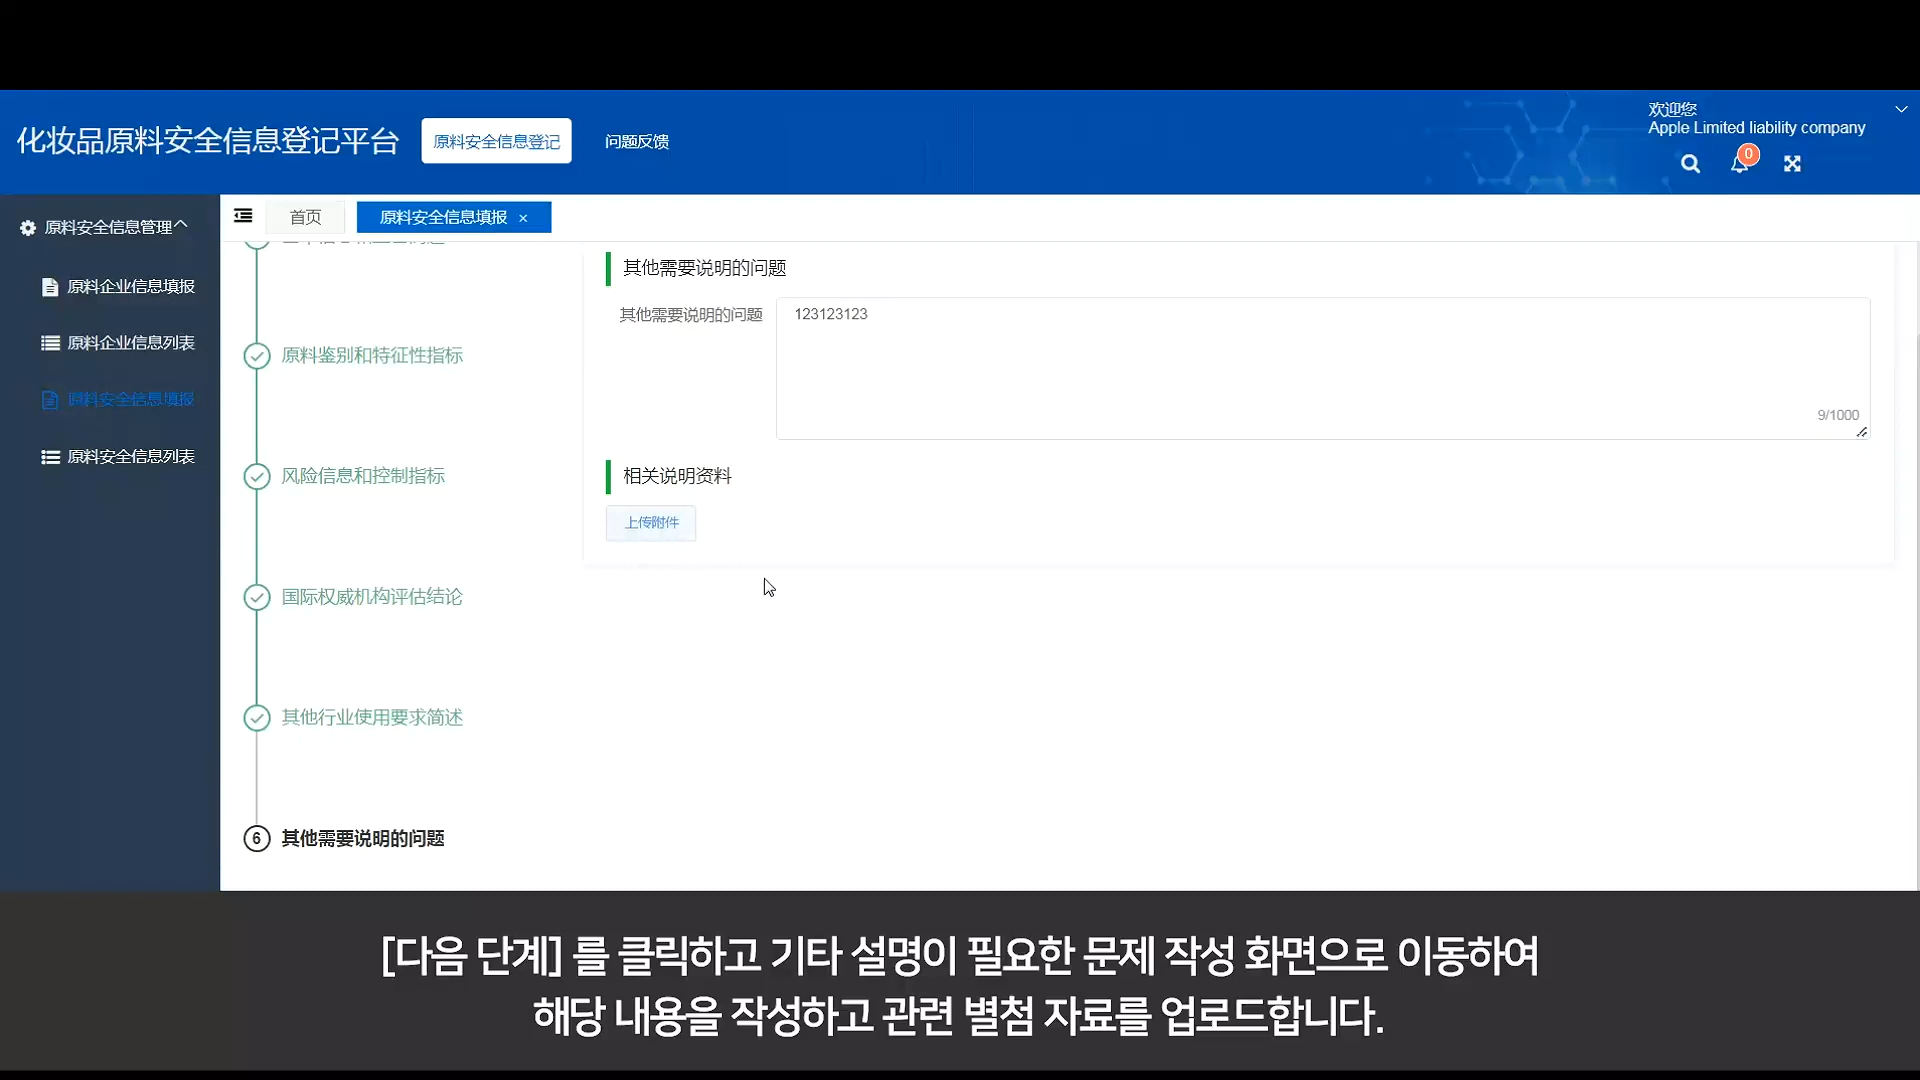 化妆品原料安全信息登记平台
原料安全信息登记
问题反馈
欢迎您
Apple Limited liability company
0
原料安全信息管理
原料企业信息填报
原料企业信息列表
原料安全信息填报
原料安全信息列表
首页
原料安全信息填报 ×
原料鉴别和特征性指标
风险信息和控制指标
国际权威机构评估结论
其他行业使用要求简述
6 其他需要说明的问题
其他需要说明的问题
其他需要说明的问题
123123123
9/1000
相关说明资料
上传附件
[다음 단계] 를 클릭하고 기타 설명이 필요한 문제 작성 화면으로 이동하여
해당 내용을 작성하고 관련 별첨 자료를 업로드합니다.